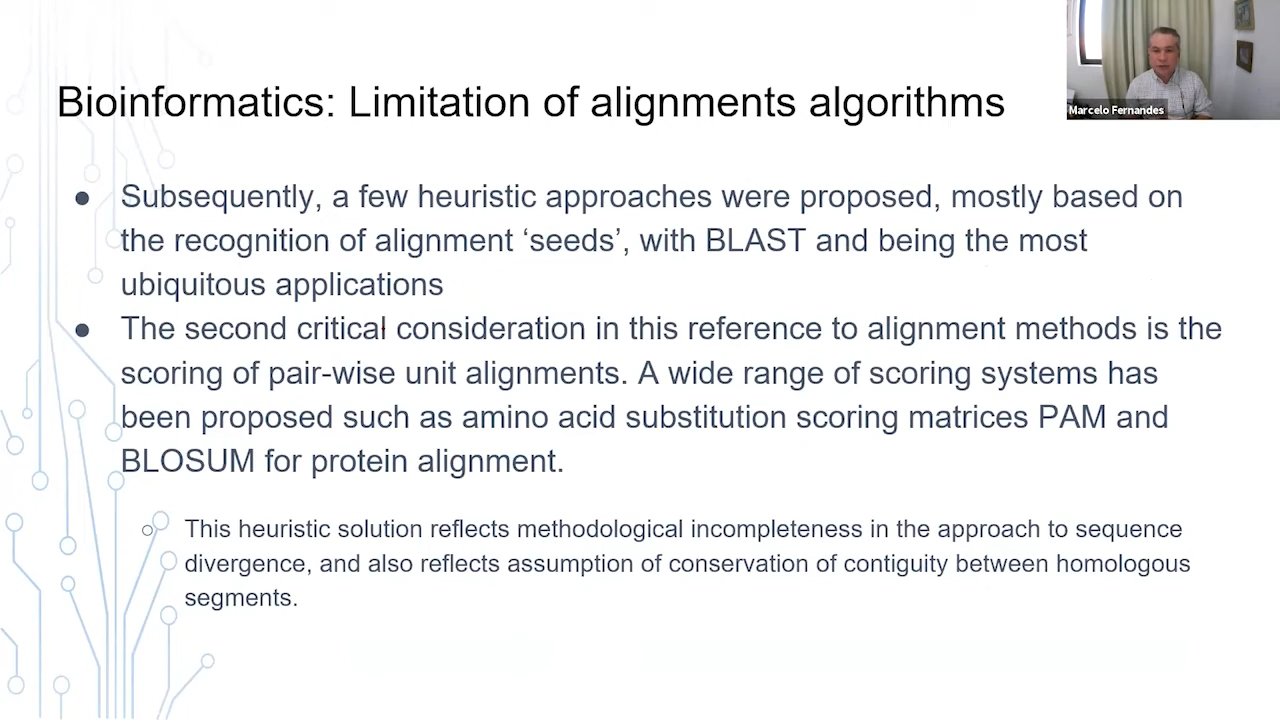 Bioinformatics: Limitation of alignments algorithms
Marcelo Fernandes
● Subsequently, a few heuristic approaches were proposed, mostly based on
the recognition of alignment ‘seeds’, with BLAST and being the most
ubiquitous applications
● The second critical consideration in this reference to alignment methods is the
scoring of pair-wise unit alignments. A wide range of scoring systems has
been proposed such as amino acid substitution scoring matrices PAM and
BLOSUM for protein alignment.
○ This heuristic solution reflects methodological incompleteness in the approach to sequence
divergence, and also reflects assumption of conservation of contiguity between homologous
segments.